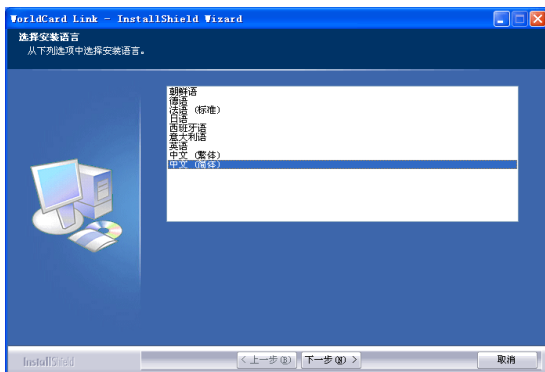 WorldCard Link - InstallShield Wizard
选择安装语言
从下列选项中选择安装语言。
朝鲜语
德语
法语 (标准)
日语
西班牙语
意大利语
英语
中文 (繁体)
中文 (简体)
InstallShield
< 上一步(B) 下一步(N) > 取消